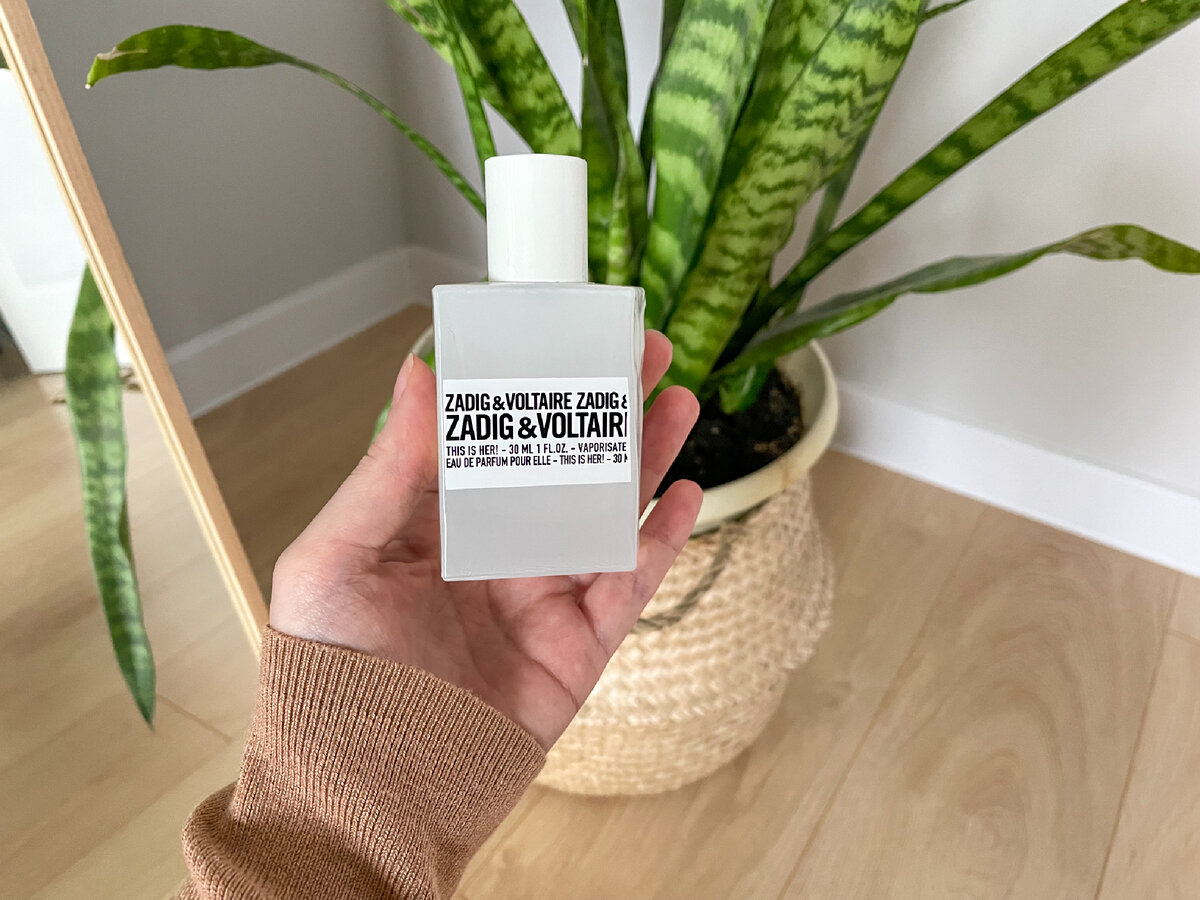 ZADIG&VOLTAIRE ZADIG &
ZADIG &VOLTAIR
THIS IS HER! - 30 ML 1 FL.OZ. - VAPORISATE
EAU DE PARFUM POUR ELLE - THIS IS HER! - 30